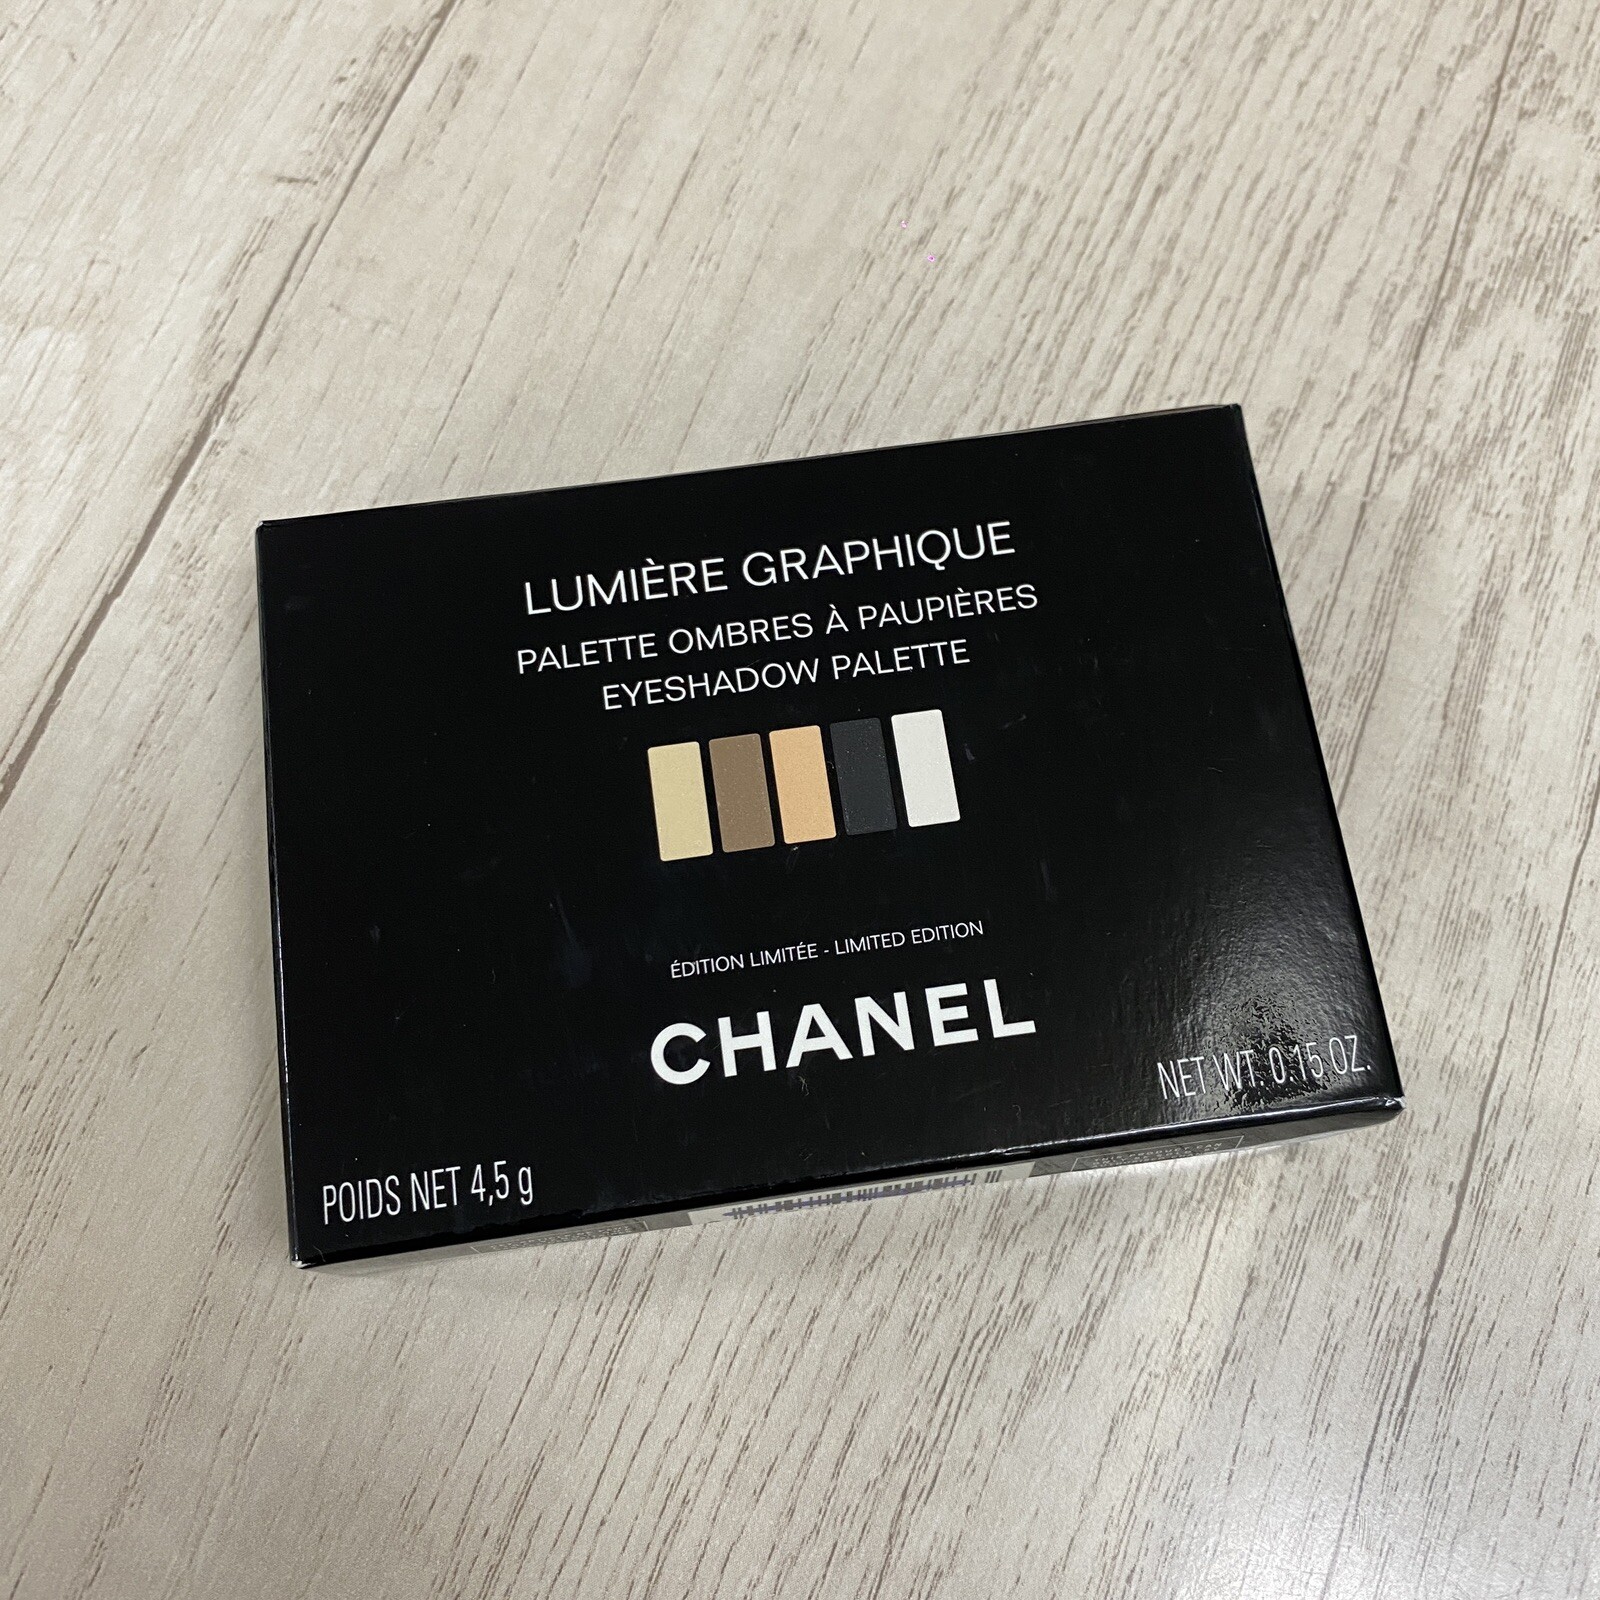 LUMIÈRE GRAPHIQUE
PALETTE OMBRES À PAUPIÈRES
EYESHADOW PALETTE
ÉDITION LIMITÉE - LIMITED EDITION
CHANEL
POIDS NET 4,5 g
NET WT. 0.15 OZ.